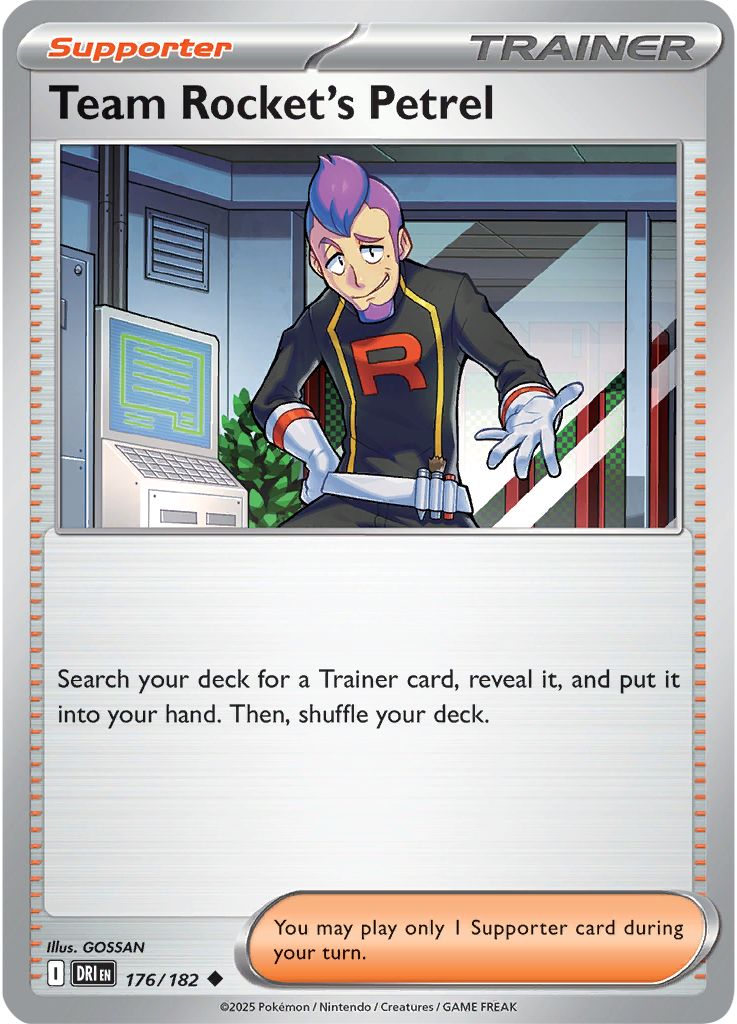 Supporter
TRAINER
Team Rocket's Petrel
R
Search your deck for a Trainer card, reveal it, and put it
into your hand. Then, shuffle your deck.
You may play only 1 Supporter card during
your turn.
Illus. GOSSAN
I DRI EN 176/182 ◆
©2025 Pokémon / Nintendo / Creatures / GAME FREAK